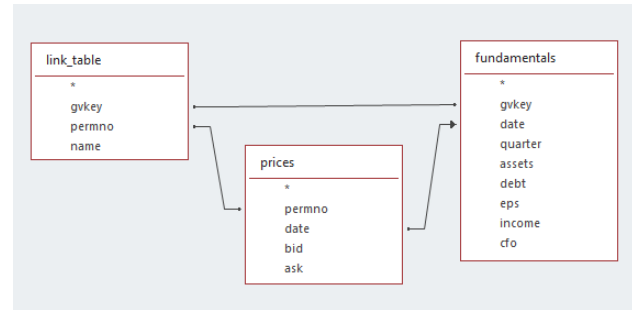 link_table
*
gvkey
permno
name
prices
*
permno
date
bid
ask
fundamentals
*
gvkey
date
quarter
assets
debt
eps
income
cfo